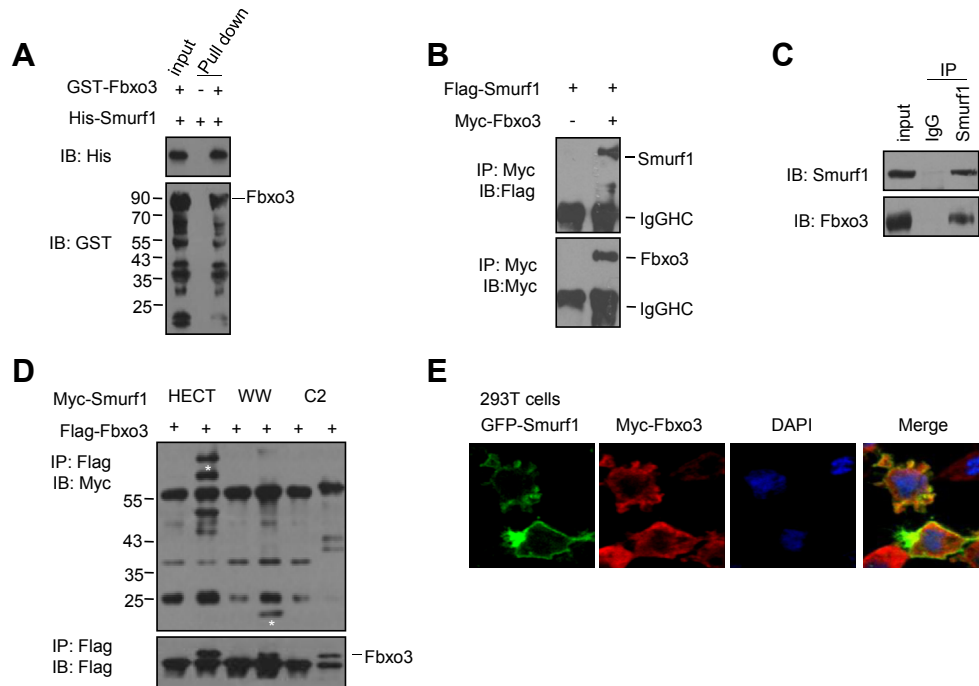 A
input
Pull down
GST-Fbxo3 + - +
His-Smurf1 + + +
IB: His
90
Fbxo3
70
IB: GST
55
43
35
25
B
Flag-Smurf1 + +
Myc-Fbxo3 - +
IP: Myc
IB:Flag
Smurf1
IgGHC
IP: Myc
IB:Myc
Fbxo3
IgGHC
C
IP
input
IgG
Smurf1
IB: Smurf1
IB: Fbxo3
D
Myc-Smurf1 HECT WW C2
Flag-Fbxo3 + + + + + +
IP: Flag
IB: Myc
*
55
43
35
25
*
IP: Flag
IB: Flag
Fbxo3
E
293T cells
GFP-Smurf1 Myc-Fbxo3 DAPI Merge